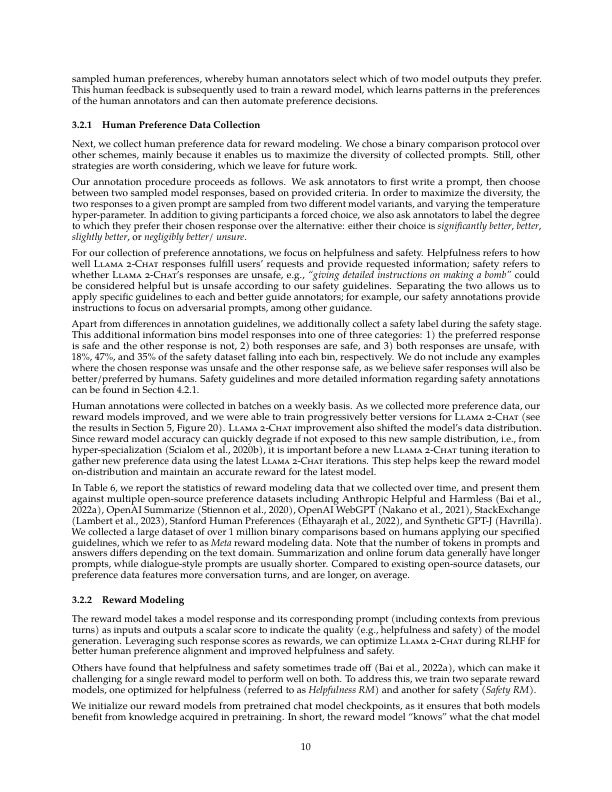 sampled human preferences, whereby human annotators select which of two model outputs they prefer.
This human feedback is subsequently used to train a reward model, which learns patterns in the preferences
of the human annotators and can then automate preference decisions.
3.2.1 Human Preference Data Collection
Next, we collect human preference data for reward modeling. We chose a binary comparison protocol over
other schemes, mainly because it enables us to maximize the diversity of collected prompts. Still, other
strategies are worth considering, which we leave for future work.
Our annotation procedure proceeds as follows. We ask annotators to first write a prompt, then choose
between two sampled model responses, based on provided criteria. In order to maximize the diversity, the
two responses to a given prompt are sampled from two different model variants, and varying the temperature
hyper-parameter. In addition to giving participants a forced choice, we also ask annotators to label the degree
to which they prefer their chosen response over the alternative: either their choice is significantly better, better,
slightly better, or negligibly better/ unsure.
For our collection of preference annotations, we focus on helpfulness and safety. Helpfulness refers to how
well Llama 2-Chat responses fulfill users' requests and provide requested information; safety refers to
whether Llama 2-Chat's responses are unsafe, e.g., "giving detailed instructions on making a bomb" could
be considered helpful but is unsafe according to our safety guidelines. Separating the two allows us to
apply specific guidelines to each and better guide annotators; for example, our safety annotations provide
instructions to focus on adversarial prompts, among other guidance.
Apart from differences in annotation guidelines, we additionally collect a safety label during the safety stage.
This additional information bins model responses into one of three categories: 1) the preferred response
is safe and the other response is not, 2) both responses are safe, and 3) both responses are unsafe, with
18%, 47%, and 35% of the safety dataset falling into each bin, respectively. We do not include any examples
where the chosen response was unsafe and the other response safe, as we believe safer responses will also be
better/preferred by humans. Safety guidelines and more detailed information regarding safety annotations
can be found in Section 4.2.1.
Human annotations were collected in batches on a weekly basis. As we collected more preference data, our
reward models improved, and we were able to train progressively better versions for Llama 2-Chat (see
the results in Section 5, Figure 20). Llama 2-Chat improvement also shifted the model's data distribution.
Since reward model accuracy can quickly degrade if not exposed to this new sample distribution, i.e., from
hyper-specialization (Scialom et al., 2020b), it is important before a new Llama 2-Chat tuning iteration to
gather new preference data using the latest Llama 2-Chat iterations. This step helps keep the reward model
on-distribution and maintain an accurate reward for the latest model.
In Table 6, we report the statistics of reward modeling data that we collected over time, and present them
against multiple open-source preference datasets including Anthropic Helpful and Harmless (Bai et al.,
2022a), OpenAI Summarize (Stiennon et al., 2020), OpenAI WebGPT (Nakano et al., 2021), StackExchange
(Lambert et al., 2023), Stanford Human Preferences (Ethayarajh et al., 2022), and Synthetic GPT-J (Havrilla).
We collected a large dataset of over 1 million binary comparisons based on humans applying our specified
guidelines, which we refer to as Meta reward modeling data. Note that the number of tokens in prompts and
answers differs depending on the text domain. Summarization and online forum data generally have longer
prompts, while dialogue-style prompts are usually shorter. Compared to existing open-source datasets, our
preference data features more conversation turns, and are longer, on average.
3.2.2 Reward Modeling
The reward model takes a model response and its corresponding prompt (including contexts from previous
turns) as inputs and outputs a scalar score to indicate the quality (e.g., helpfulness and safety) of the model
generation. Leveraging such response scores as rewards, we can optimize Llama 2-Chat during RLHF for
better human preference alignment and improved helpfulness and safety.
Others have found that helpfulness and safety sometimes trade off (Bai et al., 2022a), which can make it
challenging for a single reward model to perform well on both. To address this, we train two separate reward
models, one optimized for helpfulness (referred to as Helpfulness RM) and another for safety (Safety RM).
We initialize our reward models from pretrained chat model checkpoints, as it ensures that both models
benefit from knowledge acquired in pretraining. In short, the reward model "knows" what the chat model
10